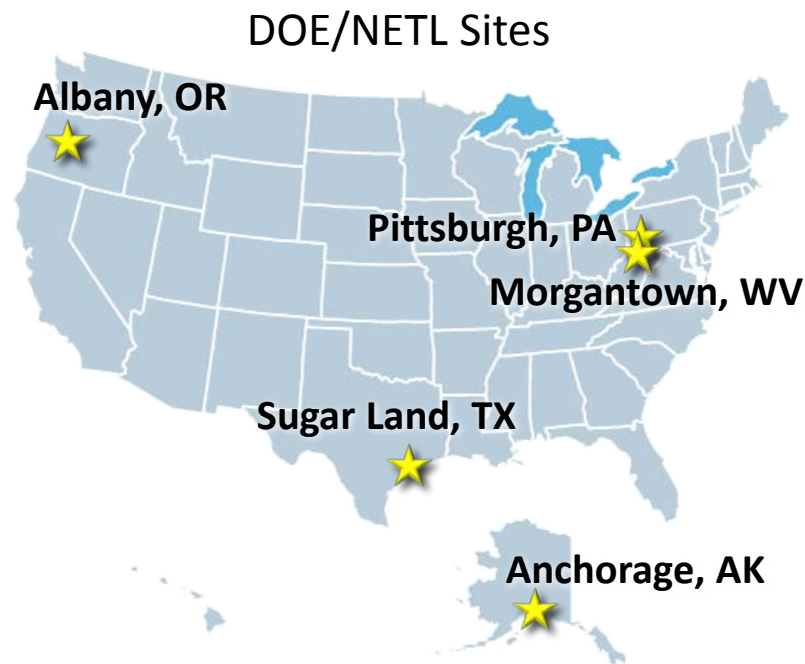 DOE/NETL Sites
Albany, OR
Pittsburgh, PA
Morgantown, WV
Sugar Land, TX
Anchorage, AK